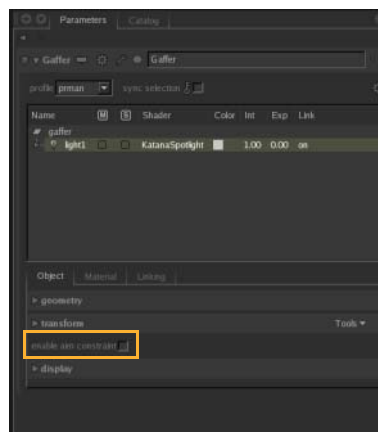 Parameters Catalog
Gaffer Gaffer
profile prman sync selection
Name M S Shader Color Int Exp Link
gaffer
light1 KatanaSpotlight 1.00 0.00 on
Object Material Linking
geometry
transform Tools
enable aim constraint
display